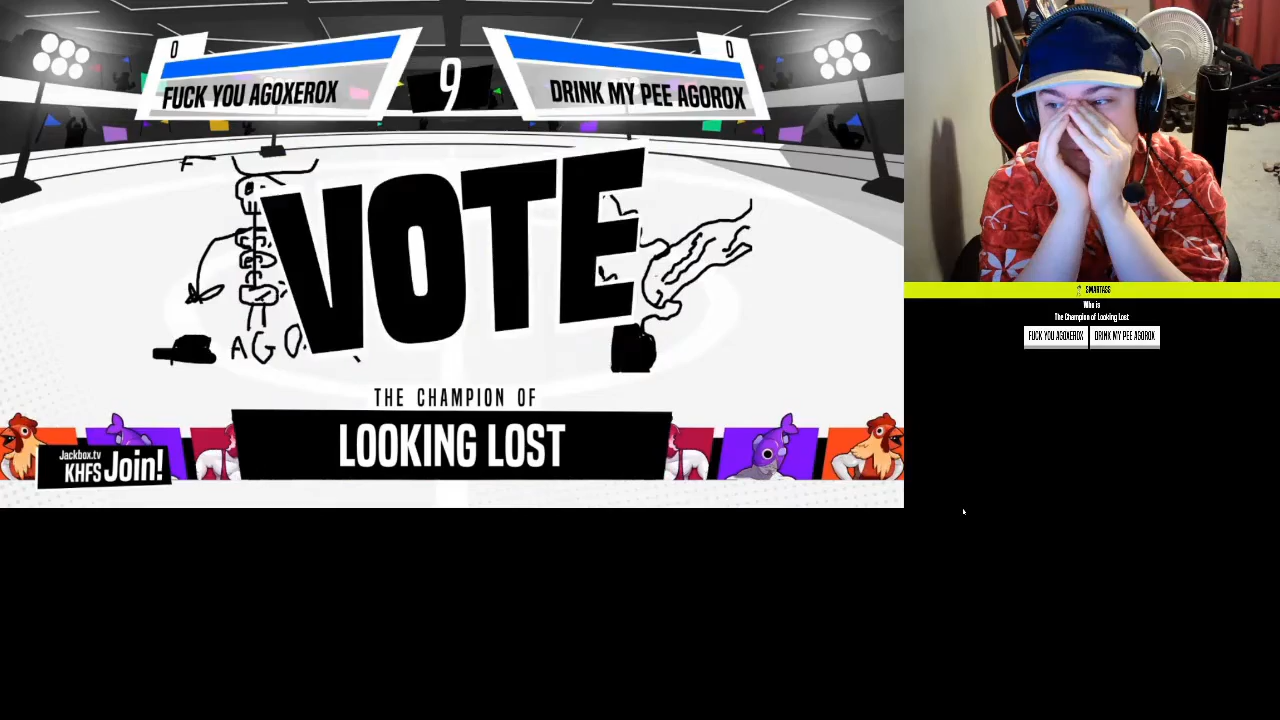 0
0
FUCK YOU AGOXEROX
9
DRINK MY PEE AGOROX
VOTE
AGO
THE CHAMPION OF
LOOKING LOST
Jackbox.tv
KHFS Join!
SMARTASS
Who is
The Champion of Looking Lost
FUCK YOU AGOXEROX
DRINK MY PEE AGOROX